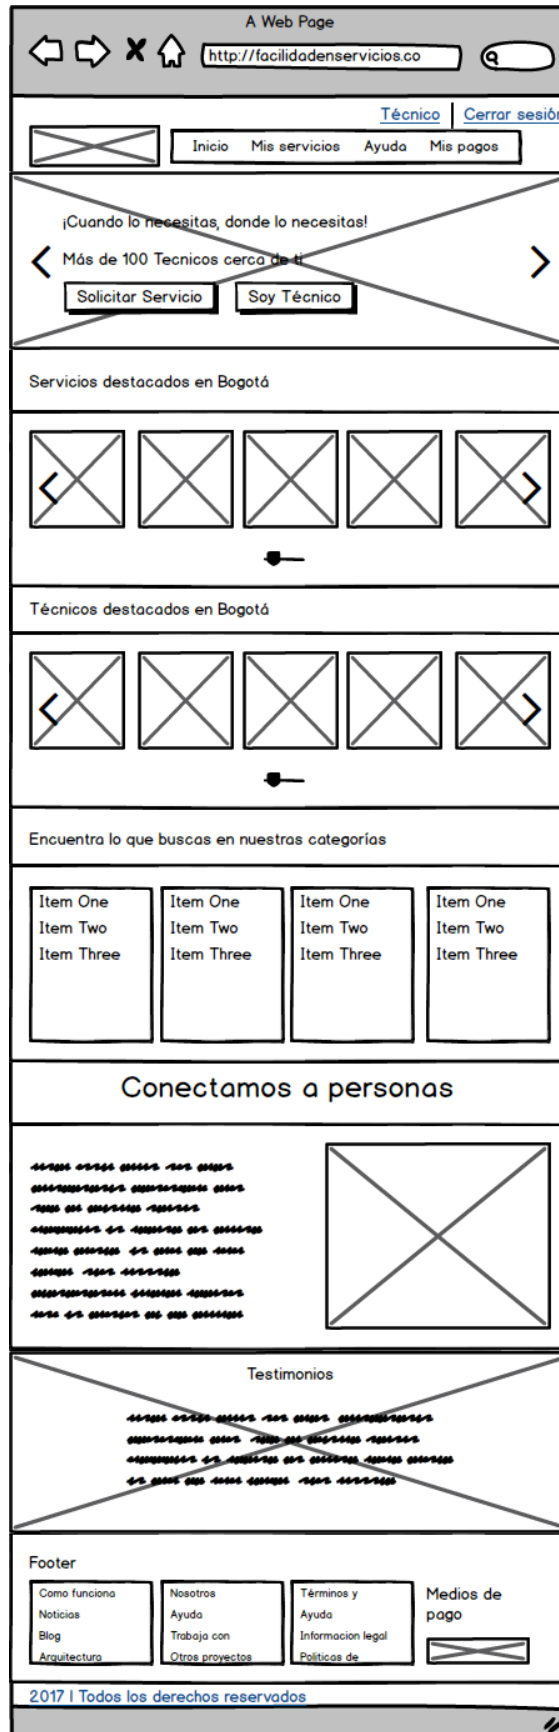 A Web Page
http://facilidadenservicios.co
Técnico Cerrar sesión
Inicio Mis servicios Ayuda Mis pagos
¡Cuando lo necesitas, donde lo necesitas!
Más de 100 Tecnicos cerca de ti
Solicitar Servicio Soy Técnico
Servicios destacados en Bogotá
Técnicos destacados en Bogotá
Encuentra lo que buscas en nuestras categorías
Item One Item One Item One Item One
Item Two Item Two Item Two Item Two
Item Three Item Three Item Three Item Three
Conectamos a personas
Testimonios
Footer
Como funciona
Noticias
Blog
Arquitectura
Nosotros
Ayuda
Trabaja con
Otros proyectos
Términos y
Ayuda
Informacion legal
Politicas de
Medios de
pago
2017 | Todos los derechos reservados